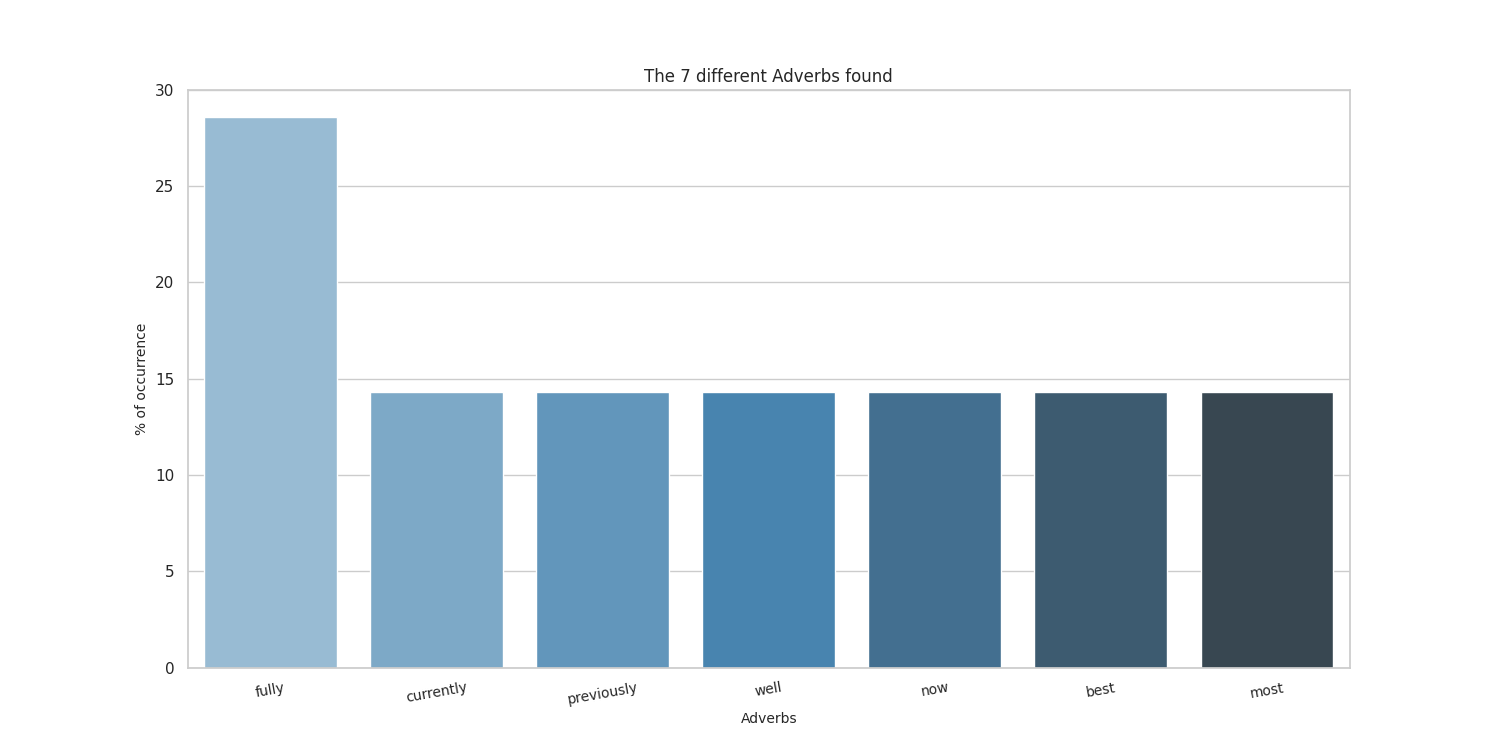 The 7 different Adverbs found
30
25
20
15
10
5
0
% of occurrence
fully
currently
previously
well
now
best
most
Adverbs